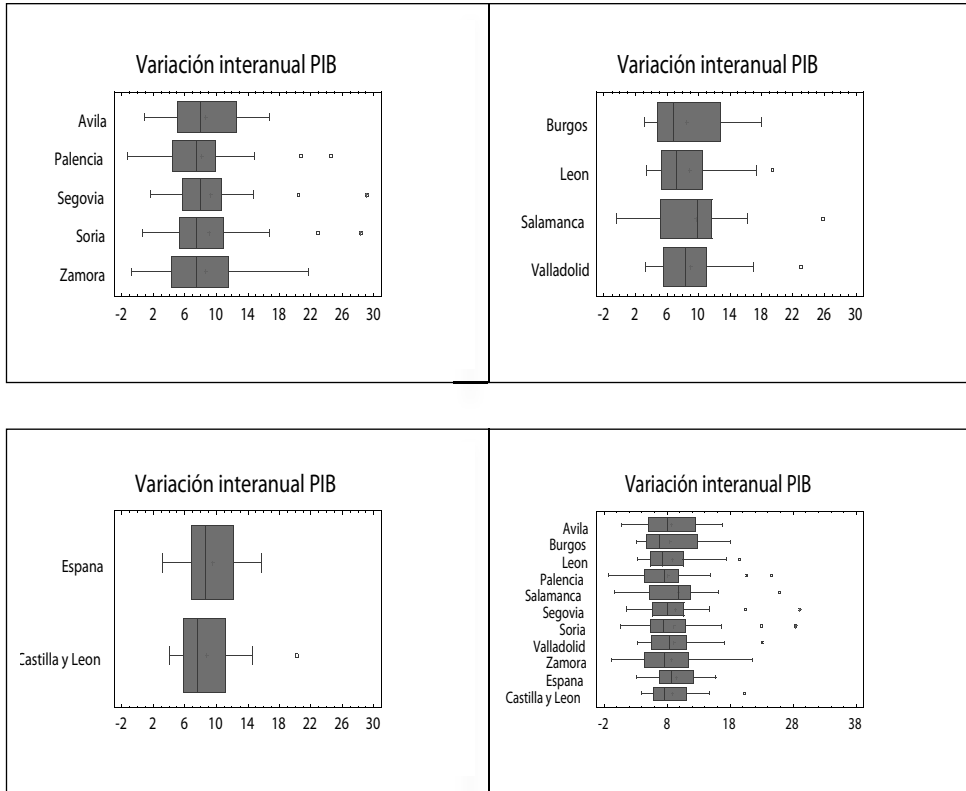 Variación interanual PIB
Avila
Palencia
Segovia
Soria
Zamora
-2 2 6 10 14 18 22 26 30
Variación interanual PIB
Burgos
Leon
Salamanca
Valladolid
-2 2 6 10 14 18 22 26 30
Variación interanual PIB
Espana
Castilla y Leon
-2 2 6 10 14 18 22 26 30
Variación interanual PIB
Avila
Burgos
Leon
Palencia
Salamanca
Segovia
Soria
Valladolid
Zamora
Espana
Castilla y Leon
-2 8 18 28 38